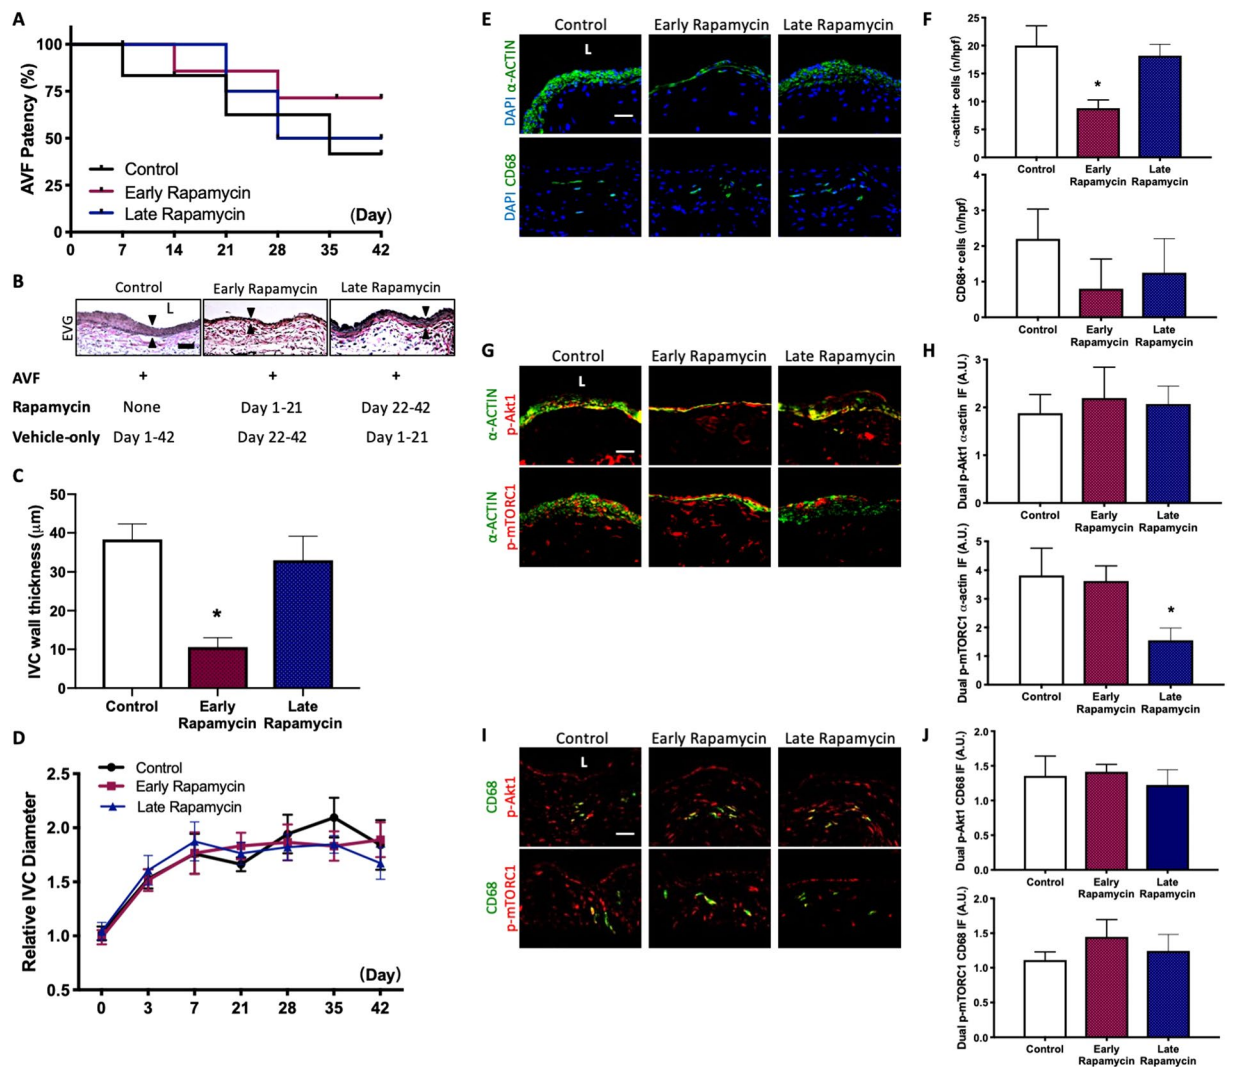 A
AVF Patency (%)
100
75
50
25
0
Control
Early Rapamycin
Late Rapamycin
(Day)
0 7 14 21 28 35 42
B
Control Early Rapamycin Late Rapamycin
EVG
L
AVF + + +
Rapamycin None Day 1-21 Day 22-42
Vehicle-only Day 1-42 Day 22-42 Day 1-21
C
IVC wall thickness (μm)
50
40
30
20
10
0
*
Control Early Rapamycin Late Rapamycin
D
Relative IVC Diameter
2.5
2.0
1.5
1.0
0.5
Control
Early Rapamycin
Late Rapamycin
(Day)
0 3 7 21 28 35 42
E
Control Early Rapamycin Late Rapamycin
L
DAPI α-ACTIN
DAPI CD68
F
α-actin+ cells (n/hpf)
25
20
15
10
5
0
*
Control Early Rapamycin Late Rapamycin
CD68+ cells (n/hpf)
4
3
2
1
0
Control Early Rapamycin Late Rapamycin
G
Control Early Rapamycin Late Rapamycin
L
α-ACTIN
p-Akt1
α-ACTIN
p-mTORC1
H
Dual p-Akt1 α-actin IF (A.U.)
3
2
1
0
Control Early Rapamycin Late Rapamycin
Dual p-mTORC1 α-actin IF (A.U.)
5
4
3
2
1
0
*
Control Early Rapamycin Late Rapamycin
I
Control Early Rapamycin Late Rapamycin
L
CD68
p-Akt1
CD68
p-mTORC1
J
Dual p-Akt1 CD68 IF (A.U.)
2.0
1.5
1.0
0.5
0.0
Control Ealry Rapamycin Late Rapamycin
Dual p-mTORC1 CD68 IF (A.U.)
2.0
1.5
1.0
0.5
0.0
Control Early Rapamycin Late Rapamycin